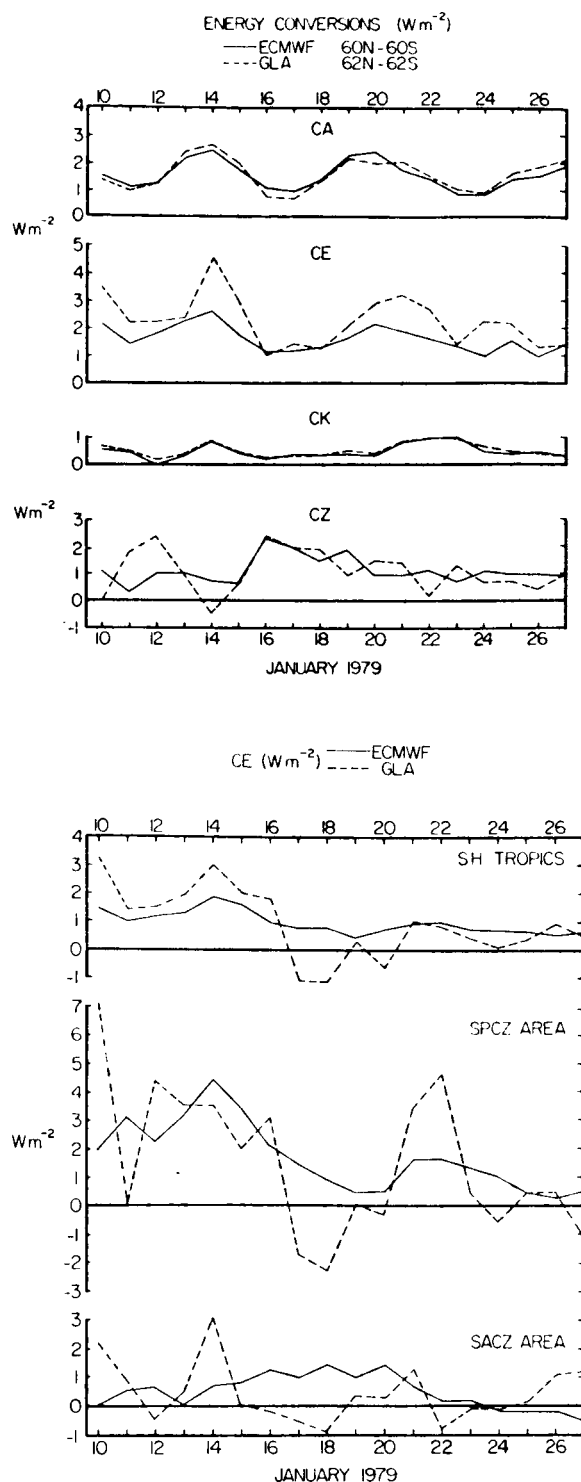 ENERGY CONVERSIONS (Wm⁻²)
ECMWF 60N-60S
GLA 62N-62S
10 12 14 16 18 20 22 24 26
CA
4
3
2
1
0
Wm⁻²
CE
5
4
3
2
1
0
CK
1
0
Wm⁻²
CZ
3
2
1
0
-1
10 12 14 16 18 20 22 24 26
JANUARY 1979
CE (Wm⁻²) ECMWF
GLA
10 12 14 16 18 20 22 24 26
SH TROPICS
4
3
2
1
0
-1
SPCZ AREA
7
6
5
4
3
Wm⁻²
2
1
0
-1
-2
-3
SACZ AREA
3
2
1
0
-1
10 12 14 16 18 20 22 24 26
JANUARY 1979